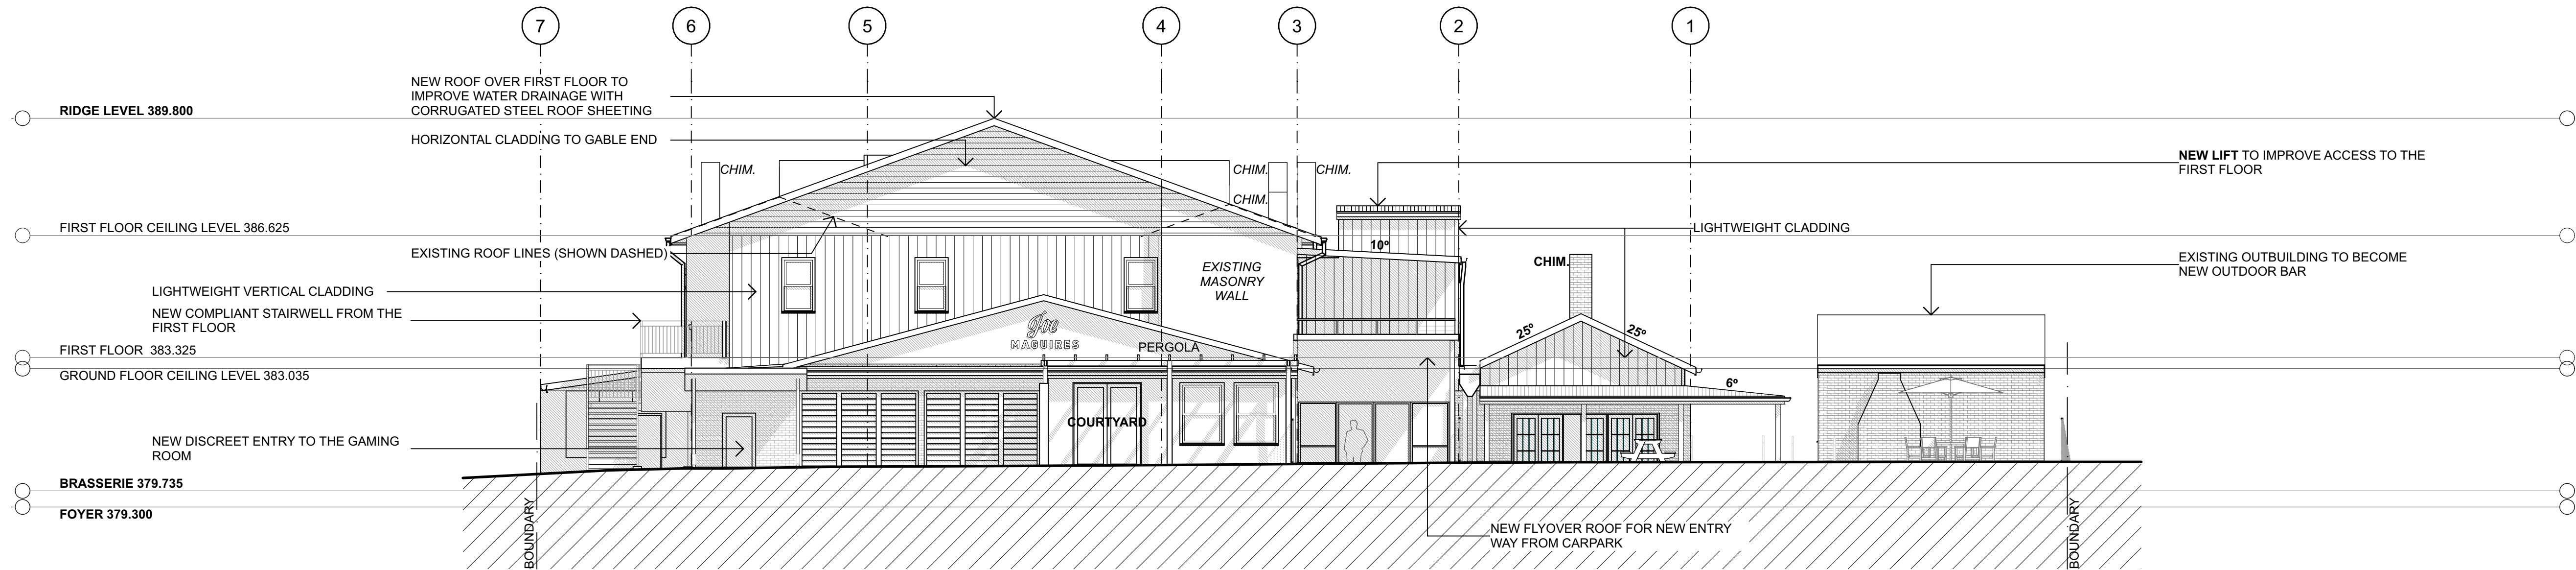 7
6
5
4
3
2
1
NEW ROOF OVER FIRST FLOOR TO
IMPROVE WATER DRAINAGE WITH
CORRUGATED STEEL ROOF SHEETING
RIDGE LEVEL 389.800
HORIZONTAL CLADDING TO GABLE END
CHIM.
CHIM.
CHIM.
CHIM.
NEW LIFT TO IMPROVE ACCESS TO THE
FIRST FLOOR
FIRST FLOOR CEILING LEVEL 386.625
LIGHTWEIGHT CLADDING
EXISTING ROOF LINES (SHOWN DASHED)
10º
EXISTING
MASONRY
WALL
CHIM.
EXISTING OUTBUILDING TO BECOME
NEW OUTDOOR BAR
LIGHTWEIGHT VERTICAL CLADDING
NEW COMPLIANT STAIRWELL FROM THE
FIRST FLOOR
Joe
MAGUIRES
25º
25º
PERGOLA
FIRST FLOOR 383.325
GROUND FLOOR CEILING LEVEL 383.035
6º
COURTYARD
NEW DISCREET ENTRY TO THE GAMING
ROOM
BRASSERIE 379.735
FOYER 379.300
BOUNDARY
NEW FLYOVER ROOF FOR NEW ENTRY
WAY FROM CARPARK
BOUNDARY